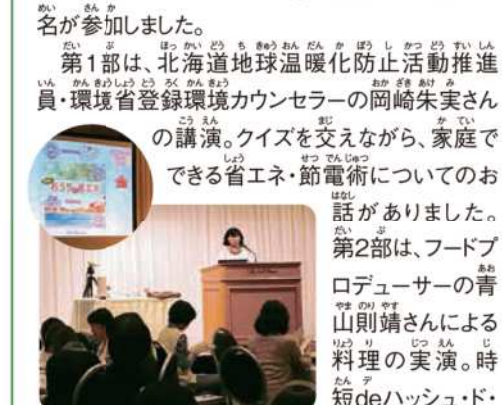 名が参加しました。
第1部は、北海道地球温暖化防止活動推進
員・環境省登録環境カウンセラーの岡崎朱実さん
の講演。クイズを交えながら、家庭で
できる省エネ・節電術についてのお
話がありました。
第2部は、フードプ
ロデューサーの青
山則靖さんによる
料理の実演。時
短deハッシュ・ド・